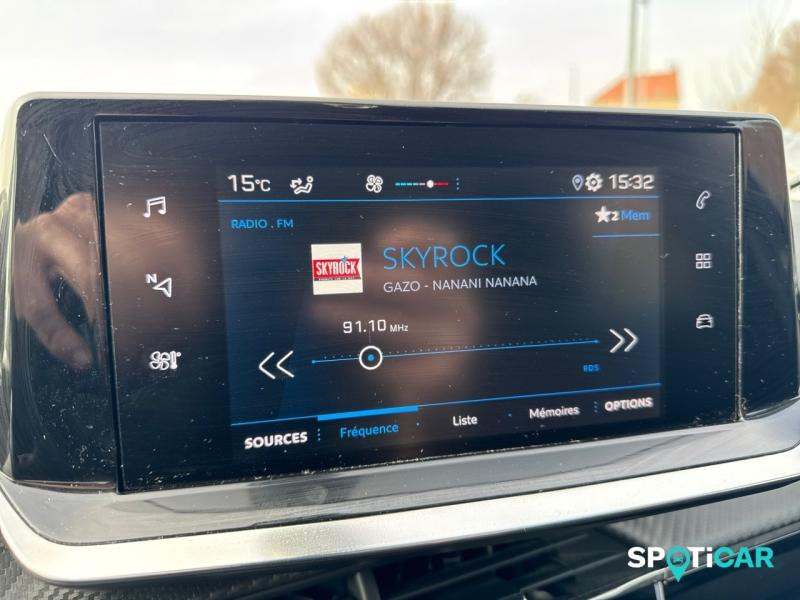 15°C 15:32
RADIO . FM
2 Mem
SKYROCK
SKYROCK
GAZO - NANANI NANANA
91.10 MHz
RDS
SOURCES Fréquence Liste Mémoires OPTIONS
N
SPOTICAR